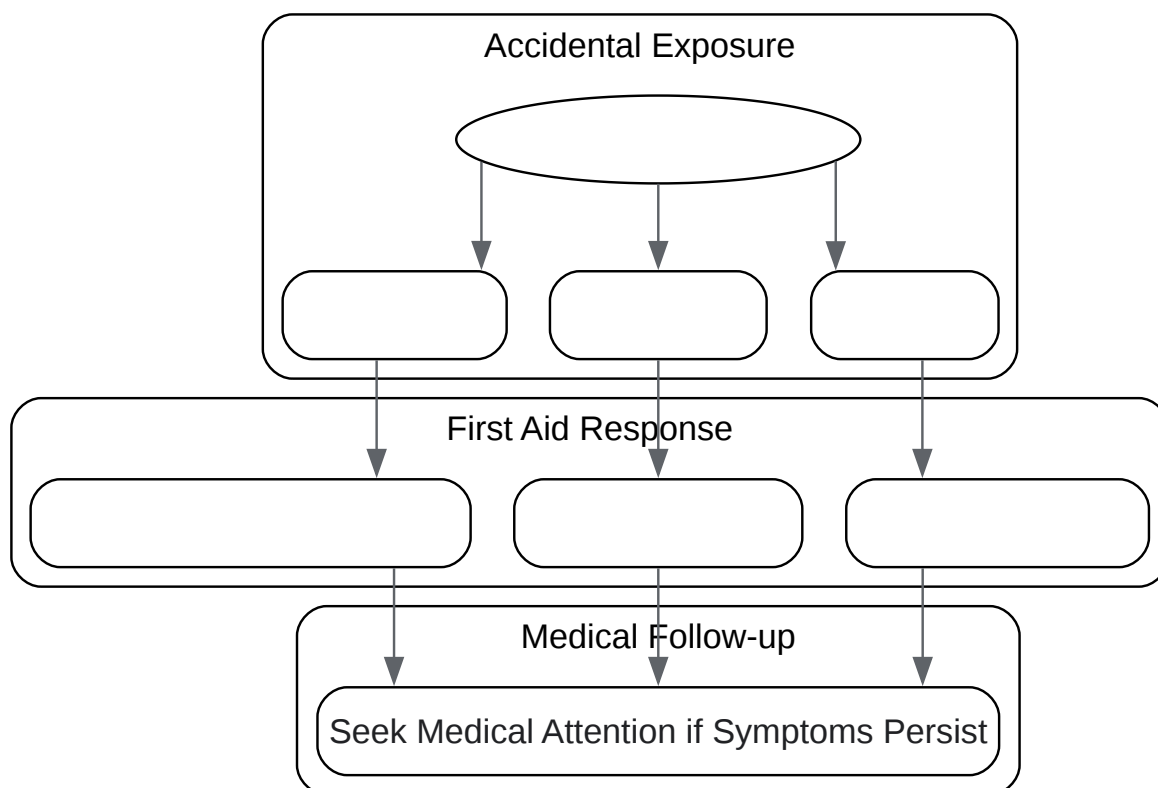 Accidental Exposure
First Aid Response
Medical Follow-up
Seek Medical Attention if Symptoms Persist